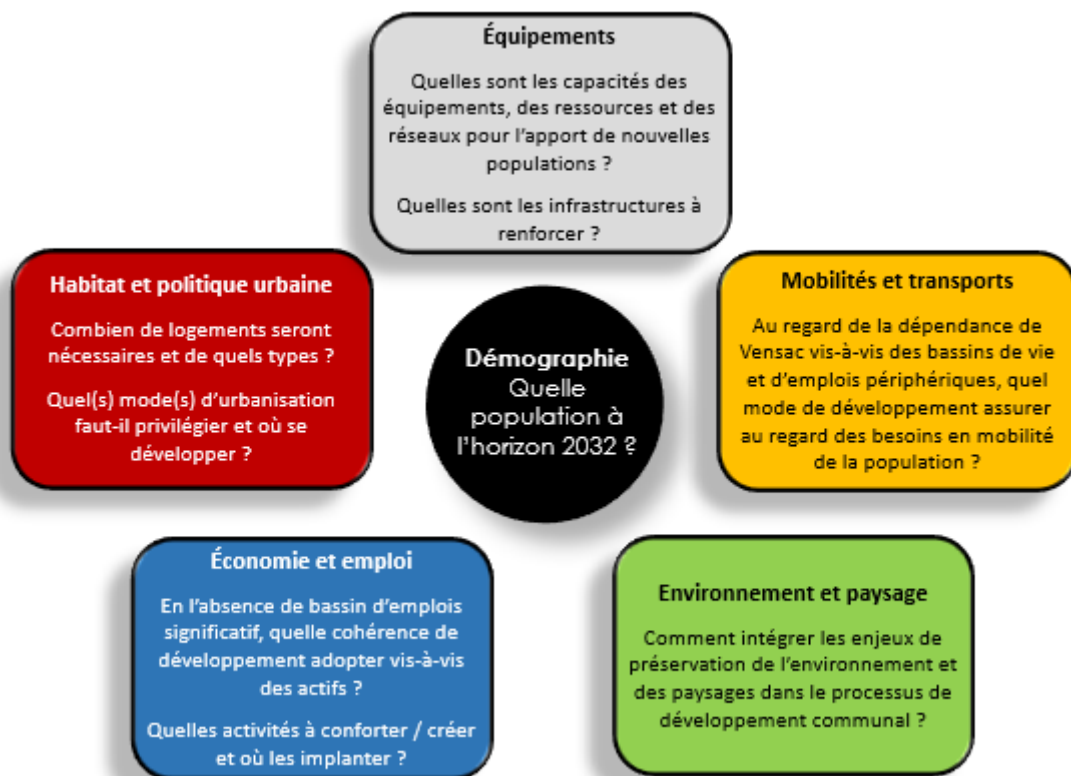 Équipements
Quelles sont les capacités des
équipements, des ressources et des
réseaux pour l'apport de nouvelles
populations ?
Quelles sont les infrastructures à
renforcer ?
Habitat et politique urbaine
Combien de logements seront
nécessaires et de quels types ?
Quel(s) mode(s) d'urbanisation
faut-il privilégier et où se
développer ?
Démographie
Quelle
population à
l'horizon 2032 ?
Mobilités et transports
Au regard de la dépendance de
Vensac vis-à-vis des bassins de vie
et d'emplois périphériques, quel
mode de développement assurer
au regard des besoins en mobilité
de la population ?
Économie et emploi
En l'absence de bassin d'emplois
significatif, quelle cohérence de
développement adopter vis-à-vis
des actifs ?
Quelles activités à conforter / créer
et où les implanter ?
Environnement et paysage
Comment intégrer les enjeux de
préservation de l'environnement et
des paysages dans le processus de
développement communal ?